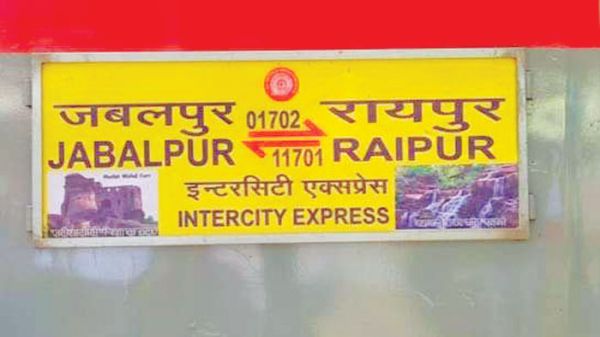 जबलपुर 01702 रायपुर
JABALPUR 11701 RAIPUR
इन्टरसिटी एक्सप्रेस
INTERCITY EXPRESS